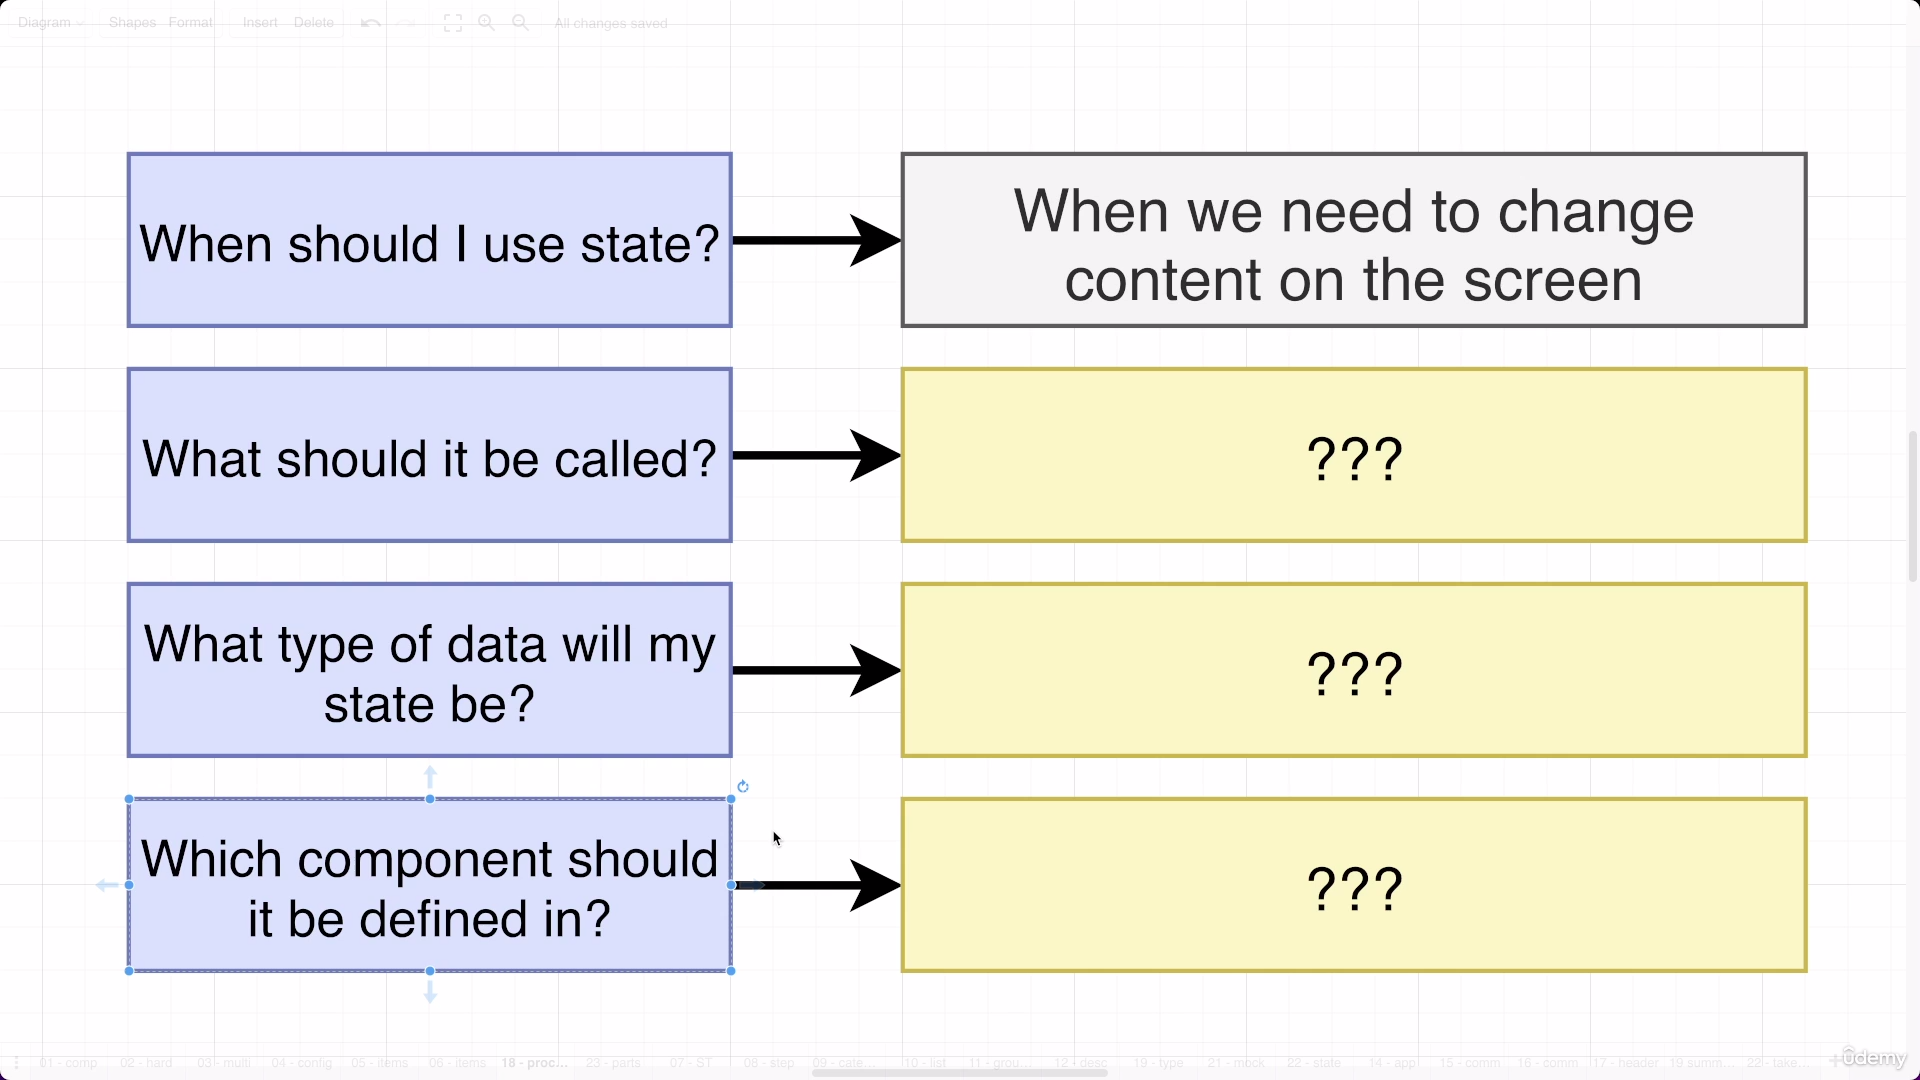 Diagram Shapes Format Insert Delete All changes saved
When should I use state?
When we need to change
content on the screen
What should it be called?
???
What type of data will my
state be?
???
Which component should
it be defined in?
???
01 - comp 02 - hard 03 - multi 04 - config 05 - items 06 - items 18 - proc... 23 - parts 07 - ST 08 - step 09 - cate... 10 - list 11 - grou... 12 - desc 19 - type 21 - mock 22 - state 14 - app 15 - comm 16 - comm 17 - header 19 summ... 22 - take...
ûdemy